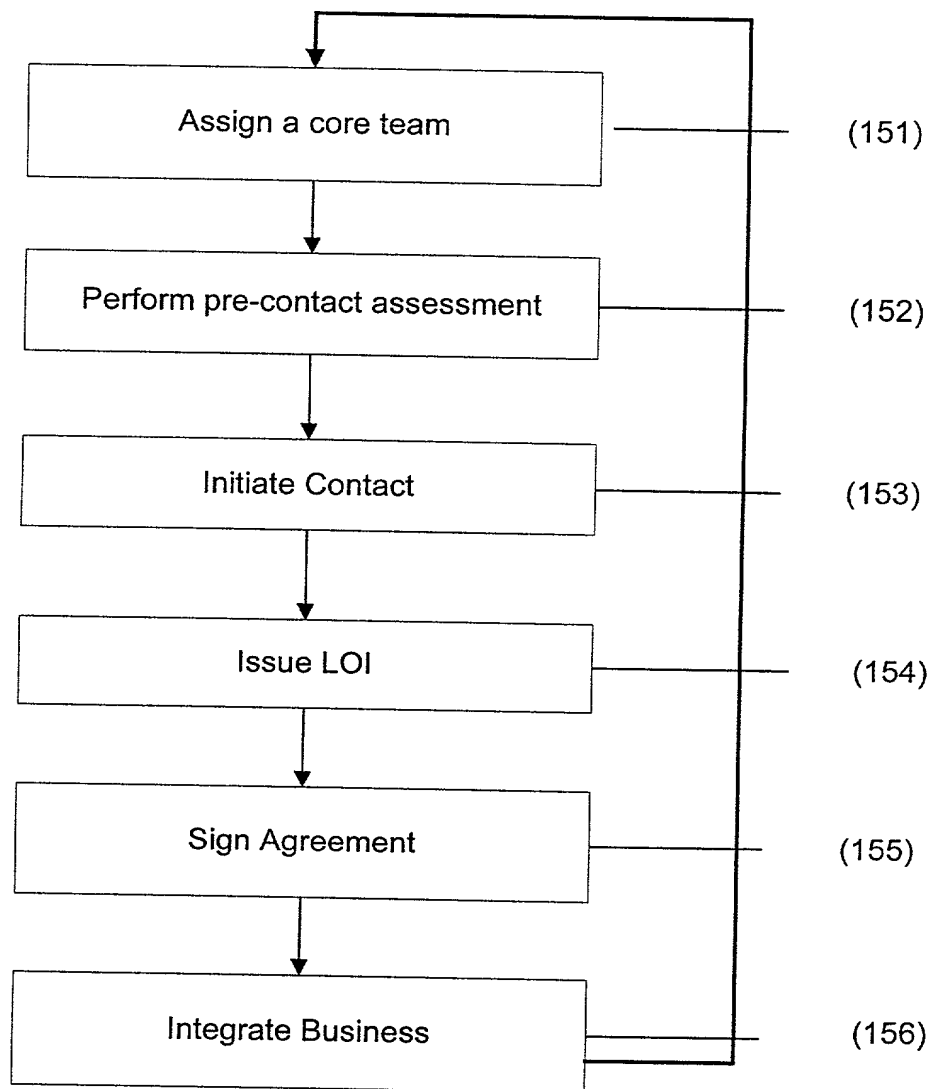 Assign a core team
(151)
Perform pre-contact assessment
(152)
Initiate Contact
(153)
Issue LOI
(154)
Sign Agreement
(155)
Integrate Business
(156)